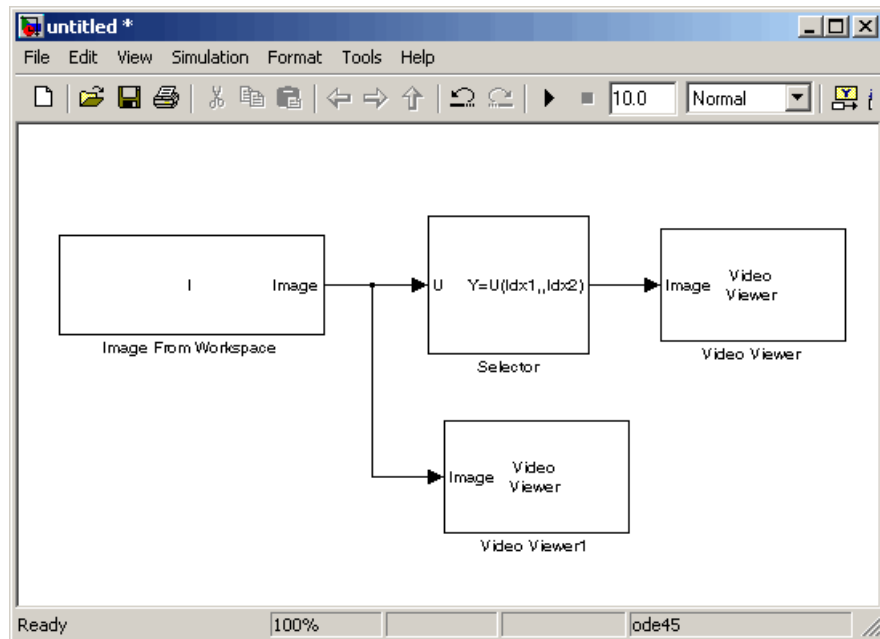 untitled *
File Edit View Simulation Format Tools Help
10.0 Normal
I Image
Image From Workspace
U Y=U(Idx1,,Idx2)
Selector
Image Video
Viewer
Video Viewer
Image Video
Viewer
Video Viewer1
Ready 100% ode45